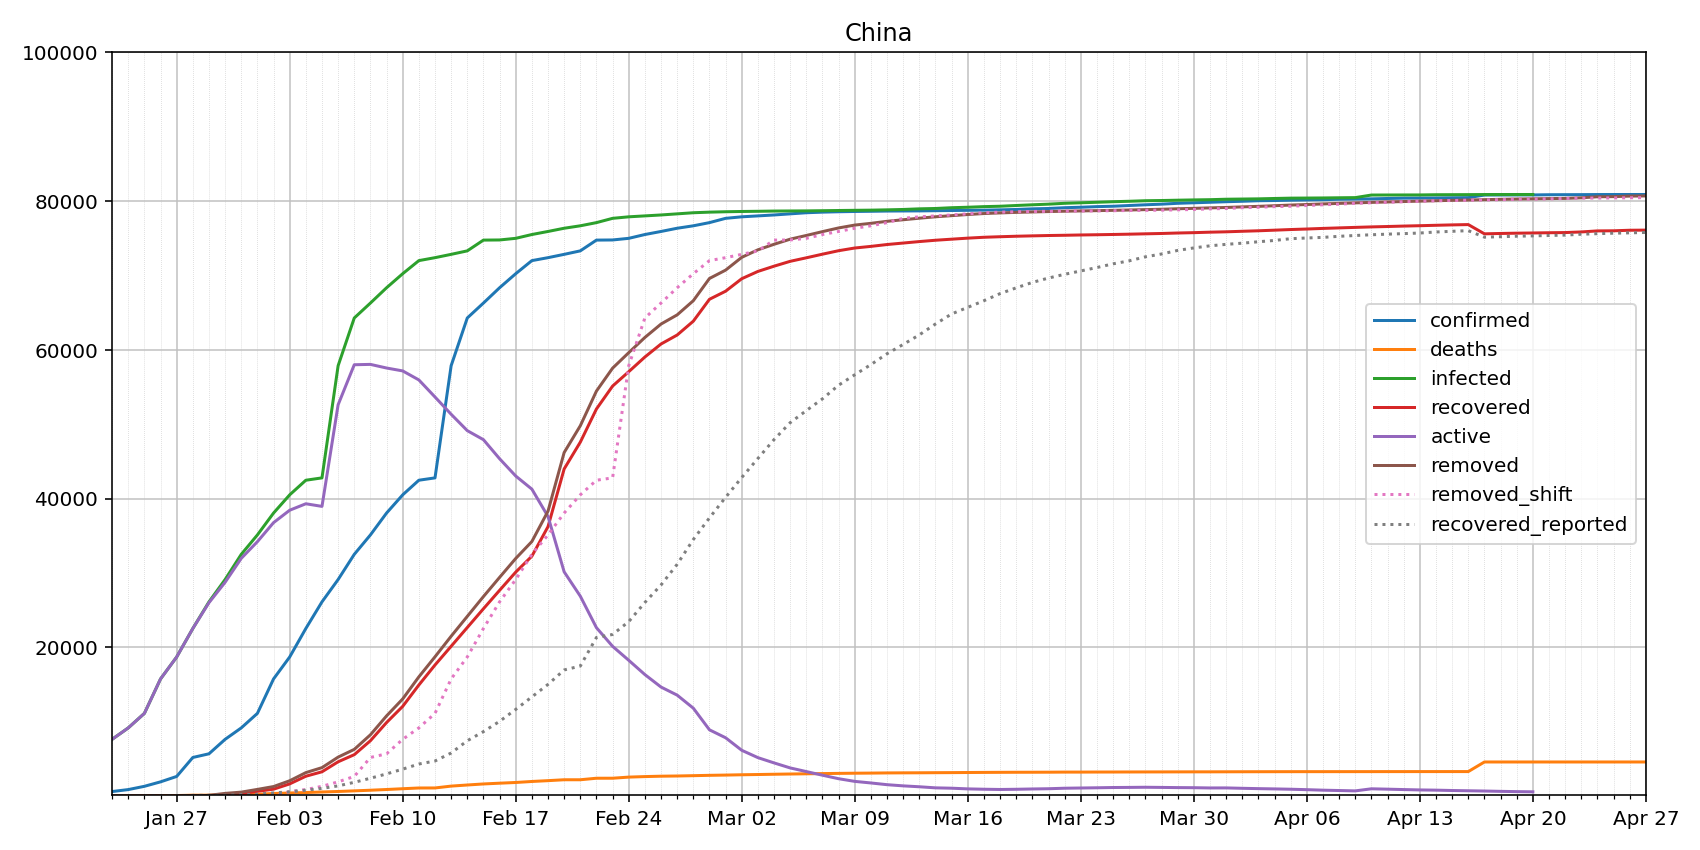 China
100000
80000
60000
40000
20000
confirmed
deaths
infected
recovered
active
removed
removed_shift
recovered_reported
Jan 27 Feb 03 Feb 10 Feb 17 Feb 24 Mar 02 Mar 09 Mar 16 Mar 23 Mar 30 Apr 06 Apr 13 Apr 20 Apr 27